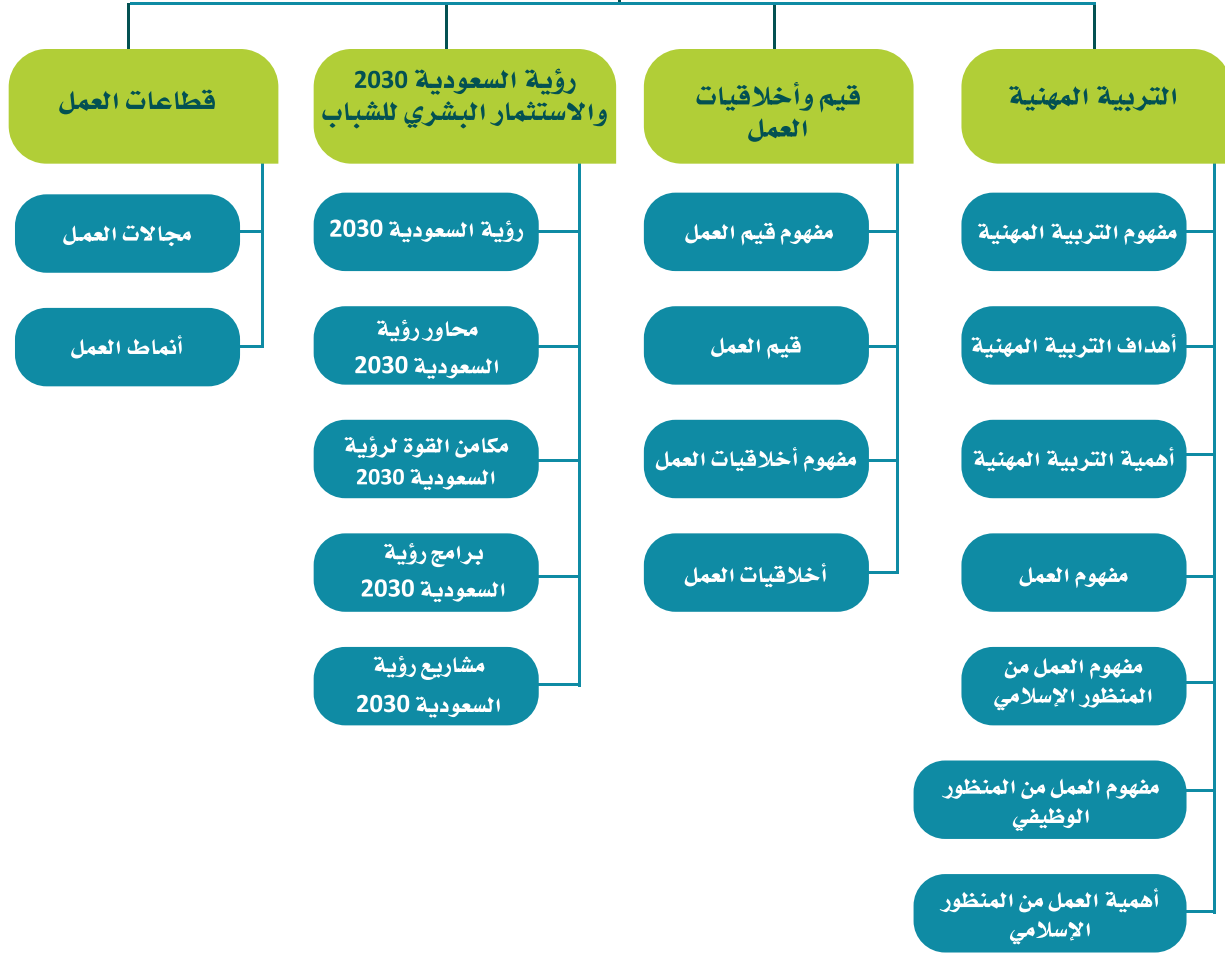 التربية المهنية
مفهوم التربية المهنية
أهداف التربية المهنية
أهمية التربية المهنية
مفهوم العمل
مفهوم العمل من
المنظور الإسلامي
مفهوم العمل من المنظور
الوظيفي
أهمية العمل من المنظور
الإسلامي
قيم وأخلاقيات
العمل
مفهوم قيم العمل
قيم العمل
مفهوم أخلاقيات العمل
أخلاقيات العمل
رؤية السعودية 2030
والاستثمار البشري للشباب
رؤية السعودية 2030
محاور رؤية
السعودية 2030
مكامن القوة لرؤية
السعودية 2030
برامج رؤية
السعودية 2030
مشاريع رؤية
السعودية 2030
قطاعات العمل
مجالات العمل
أنماط العمل